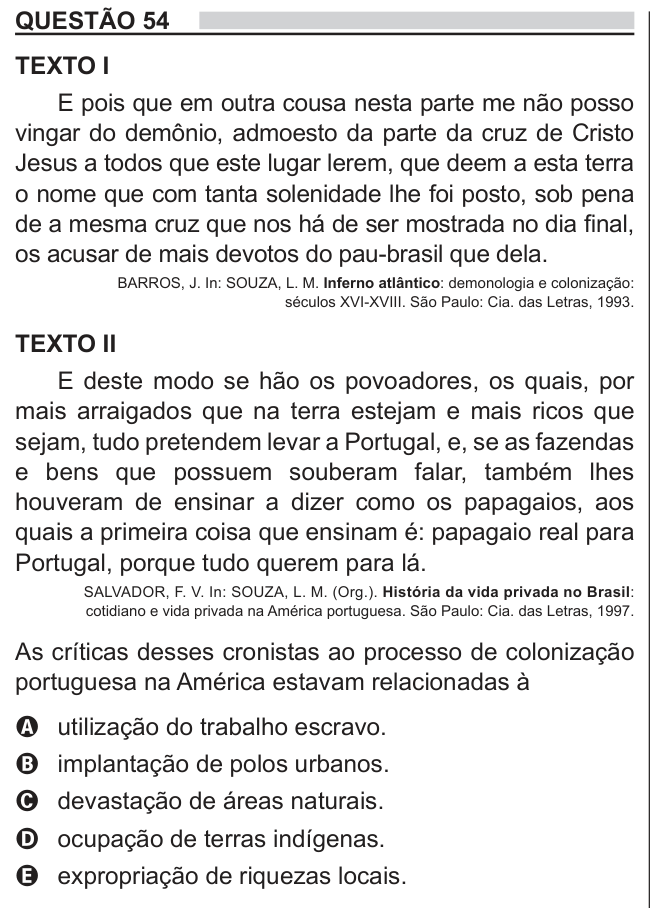 QUESTÃO 54
TEXTO I
E pois que em outra cousa nesta parte me não posso
vingar do demônio, admoesto da parte da cruz de Cristo
Jesus a todos que este lugar lerem, que deem a esta terra
o nome que com tanta solenidade lhe foi posto, sob pena
de a mesma cruz que nos há de ser mostrada no dia final,
os acusar de mais devotos do pau-brasil que dela.
BARROS, J. In: SOUZA, L. M. Inferno atlântico: demonologia e colonização:
séculos XVI-XVIII. São Paulo: Cia. das Letras, 1993.
TEXTO II
E deste modo se hão os povoadores, os quais, por
mais arraigados que na terra estejam e mais ricos que
sejam, tudo pretendem levar a Portugal, e, se as fazendas
e bens que possuem souberam falar, também lhes
houveram de ensinar a dizer como os papagaios, aos
quais a primeira coisa que ensinam é: papagaio real para
Portugal, porque tudo querem para lá.
SALVADOR, F. V. In: SOUZA, L. M. (Org.). História da vida privada no Brasil:
cotidiano e vida privada na América portuguesa. São Paulo: Cia. das Letras, 1997.
As críticas desses cronistas ao processo de colonização
portuguesa na América estavam relacionadas à
A utilização do trabalho escravo.
B implantação de polos urbanos.
C devastação de áreas naturais.
D ocupação de terras indígenas.
E expropriação de riquezas locais.